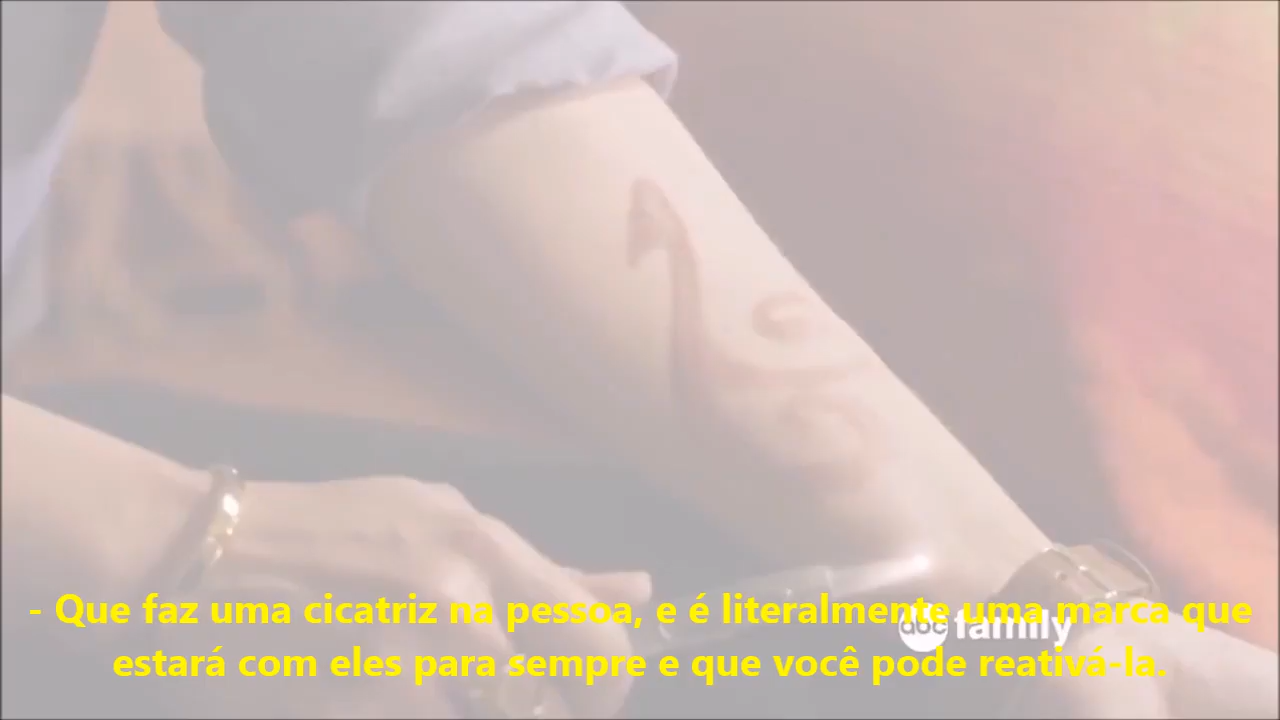 - Que faz uma cicatriz na pessoa, e é literalmente uma marca que
estará com eles para sempre e que você pode reativá-la.
abc family